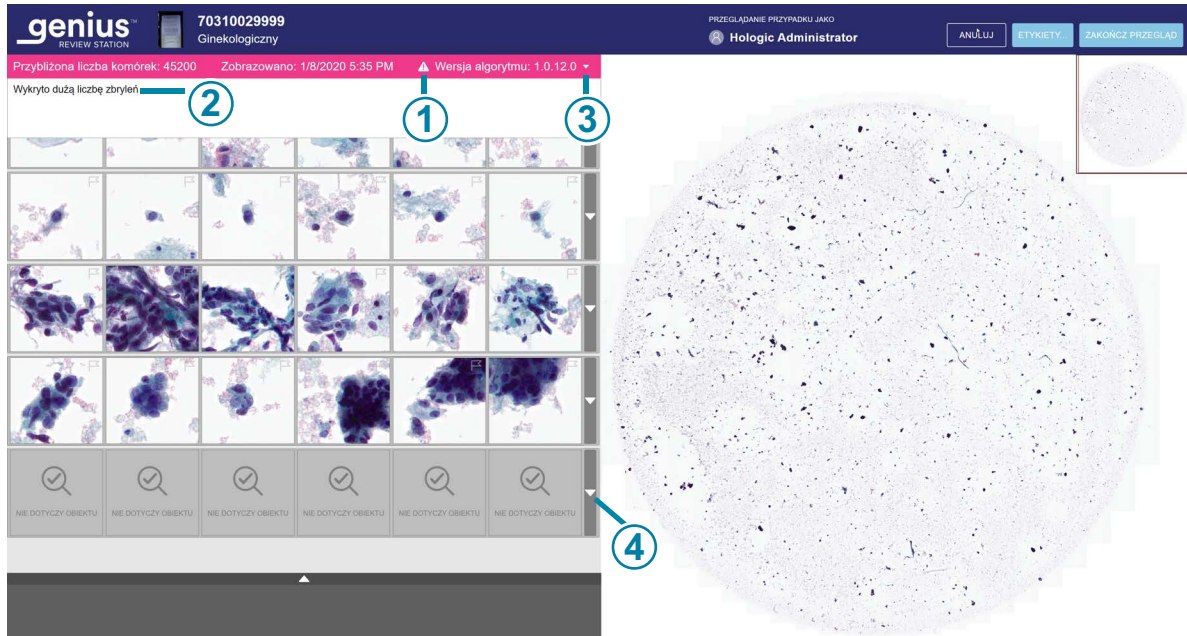 genius™
REVIEW STATION
70310029999
Ginekologiczny
PRZEGLĄDANIE PRZYPADKU JAKO
Hologic Administrator
ANULUJ
ETYKIETY...
ZAKOŃCZ PRZEGLĄD
Przybliżona liczba komórek: 45200
Zobrazowano: 1/8/2020 5:35 PM
Wersja algorytmu: 1.0.12.0
Wykryto dużą liczbę zbryleń
2
1
3
NIE DOTYCZY OBIEKTU
NIE DOTYCZY OBIEKTU
NIE DOTYCZY OBIEKTU
NIE DOTYCZY OBIEKTU
NIE DOTYCZY OBIEKTU
NIE DOTYCZY OBIEKTU
4